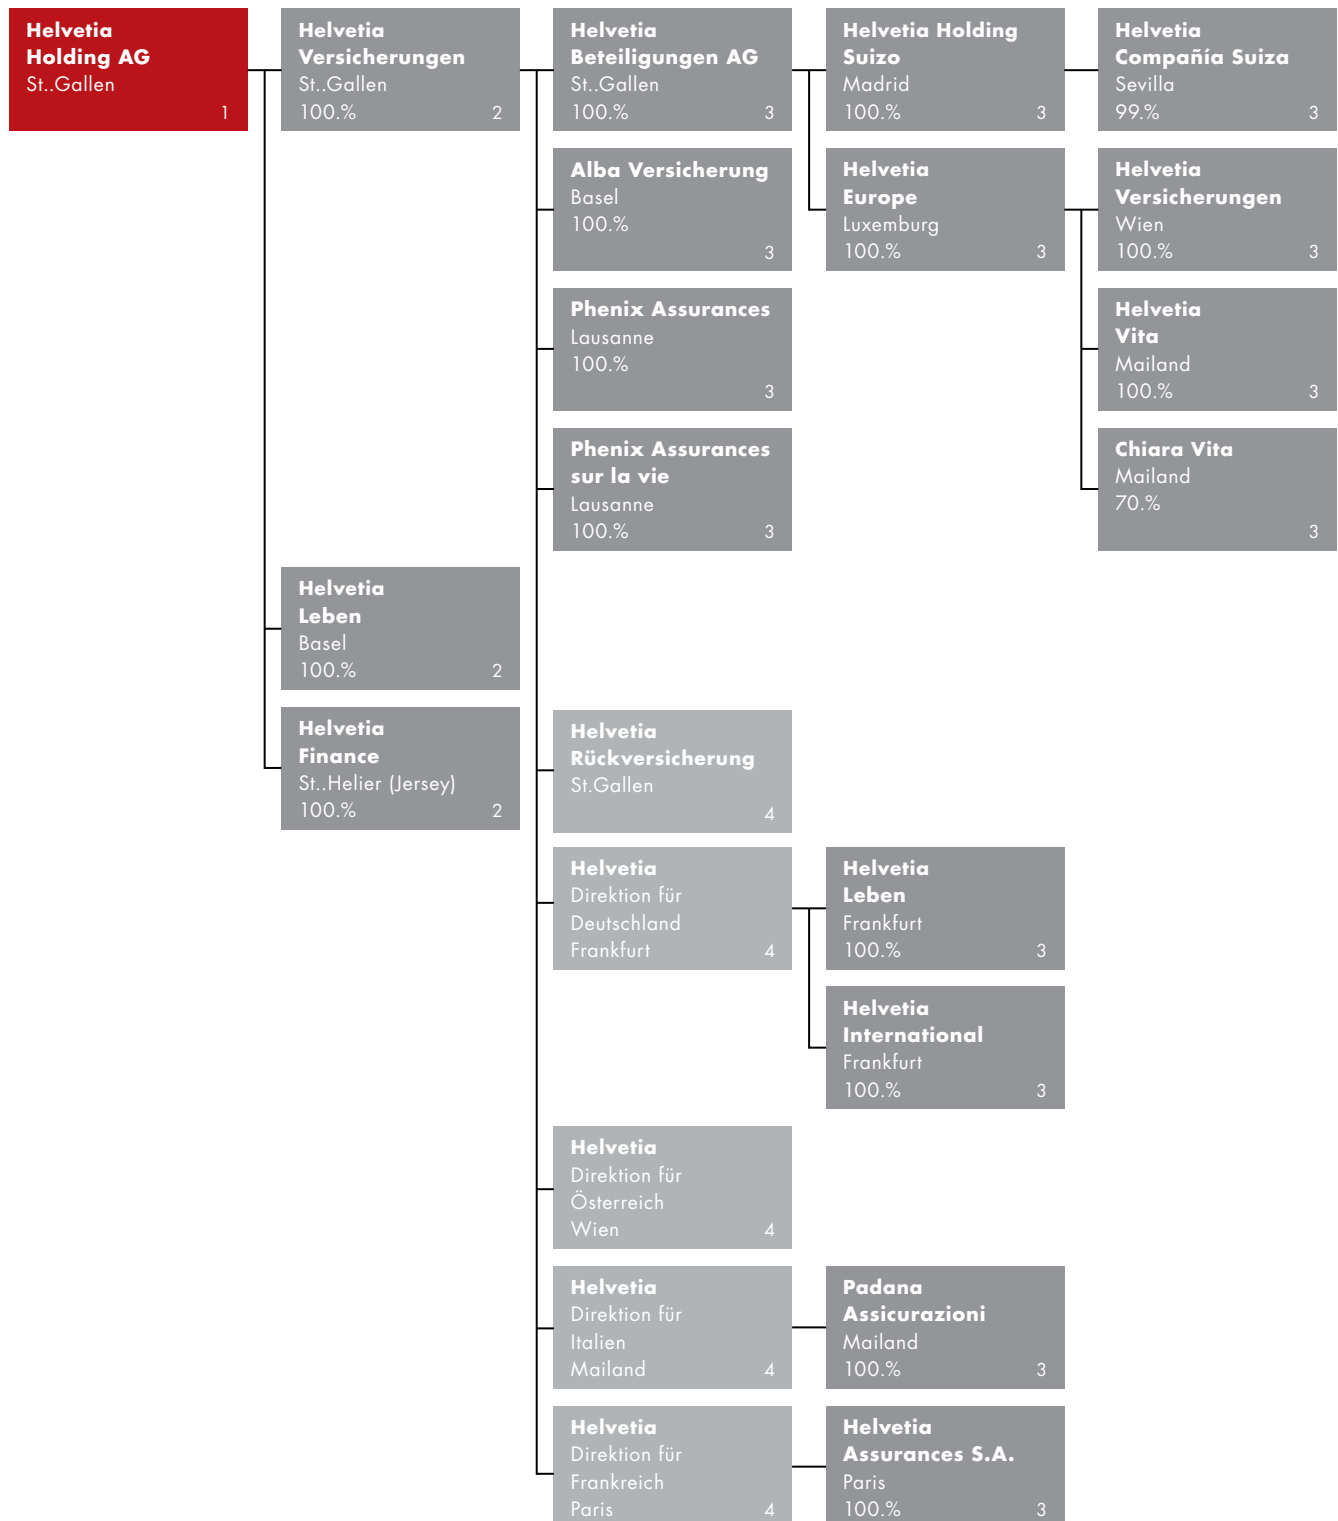 Helvetia
Holding AG
St..Gallen
1
Helvetia
Versicherungen
St..Gallen
100.% 2
Helvetia
Beteiligungen AG
St..Gallen
100.% 3
Helvetia Holding
Suizo
Madrid
100.% 3
Helvetia
Compañía Suiza
Sevilla
99.% 3
Alba Versicherung
Basel
100.%
3
Helvetia
Europe
Luxemburg
100.% 3
Helvetia
Versicherungen
Wien
100.% 3
Phenix Assurances
Lausanne
100.%
3
Helvetia
Vita
Mailand
100.% 3
Phenix Assurances
sur la vie
Lausanne
100.% 3
Chiara Vita
Mailand
70.%
3
Helvetia
Leben
Basel
100.% 2
Helvetia
Finance
St..Helier (Jersey)
100.% 2
Helvetia
Rückversicherung
St.Gallen
4
Helvetia
Direktion für
Deutschland
Frankfurt 4
Helvetia
Leben
Frankfurt
100.% 3
Helvetia
International
Frankfurt
100.% 3
Helvetia
Direktion für
Österreich
Wien 4
Helvetia
Direktion für
Italien
Mailand 4
Padana
Assicurazioni
Mailand
100.% 3
Helvetia
Direktion für
Frankreich
Paris 4
Helvetia
Assurances S.A.
Paris
100.% 3